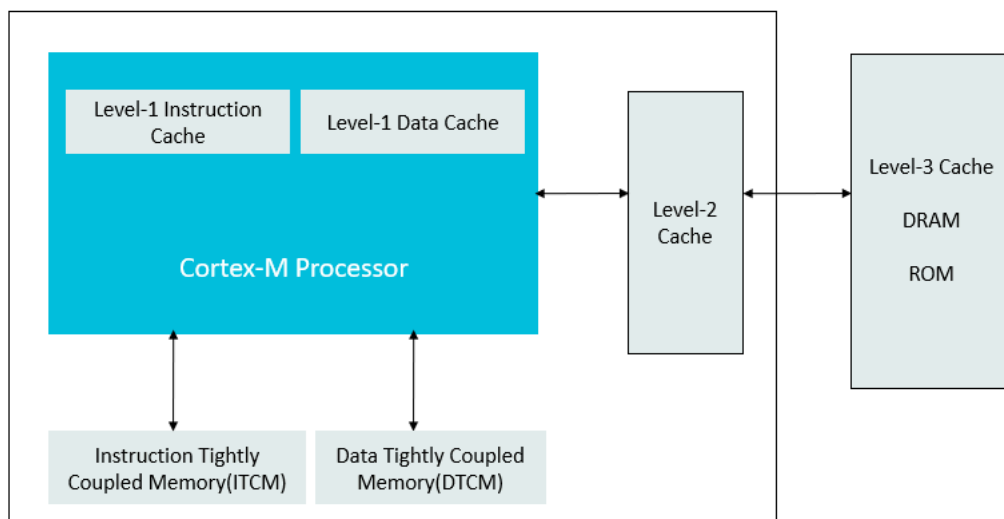 Level-1 Instruction
Cache
Level-1 Data Cache
Cortex-M Processor
Level-2
Cache
Level-3 Cache
DRAM
ROM
Instruction Tightly
Coupled Memory(ITCM)
Data Tightly Coupled
Memory(DTCM)